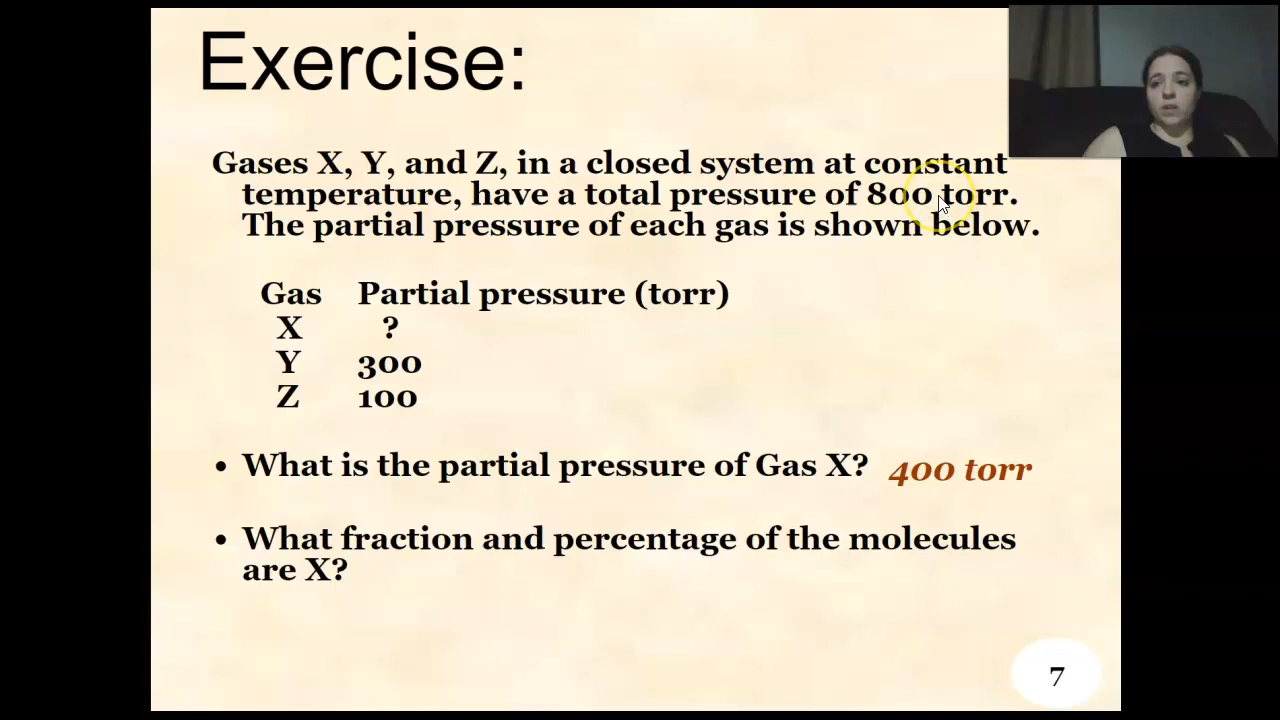 Exercise:
Gases X, Y, and Z, in a closed system at constant
temperature, have a total pressure of 800 torr.
The partial pressure of each gas is shown below.
Gas Partial pressure (torr)
X ?
Y 300
Z 100
• What is the partial pressure of Gas X? 400 torr
• What fraction and percentage of the molecules
are X?
7